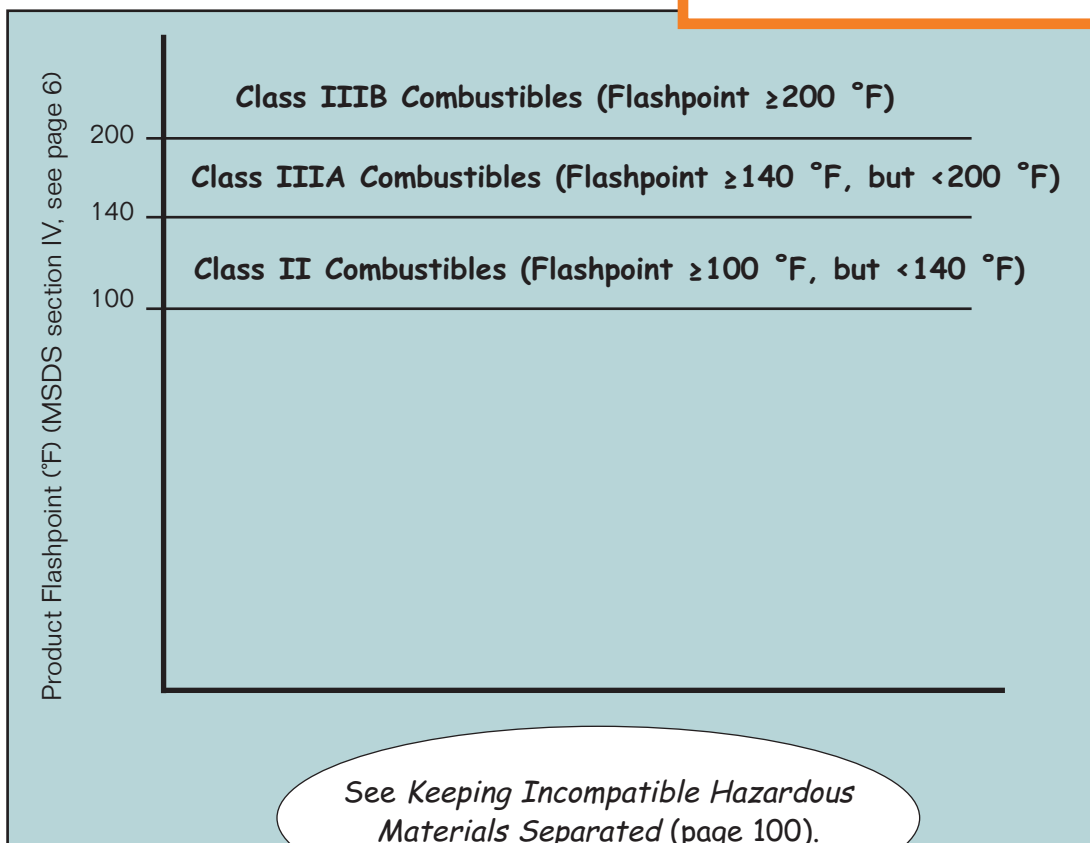 Product Flashpoint (°F) (MSDS section IV, see page 6)
Class IIIB Combustibles (Flashpoint ≥200 °F)
200
Class IIIA Combustibles (Flashpoint ≥140 °F, but <200 °F)
140
Class II Combustibles (Flashpoint ≥100 °F, but <140 °F)
100
See Keeping Incompatible Hazardous
Materials Separated (page 100).